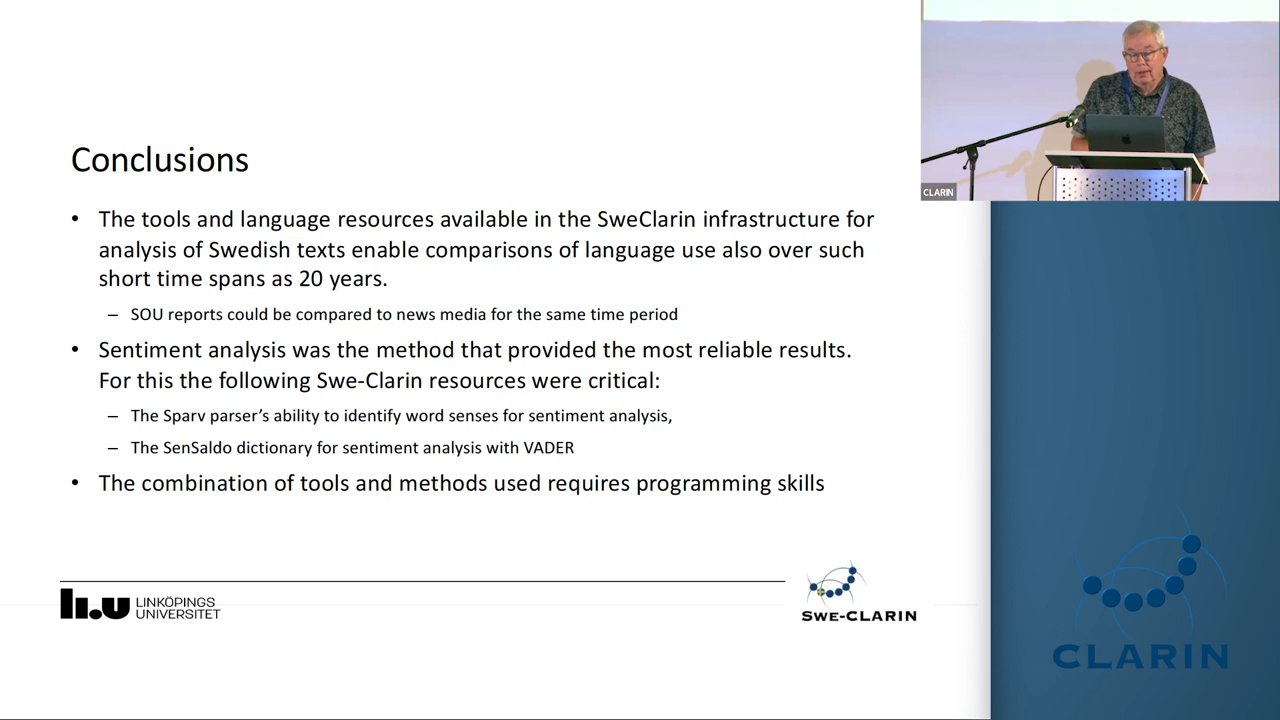 Conclusions
• The tools and language resources available in the SweClarin infrastructure for
analysis of Swedish texts enable comparisons of language use also over such
short time spans as 20 years.
– SOU reports could be compared to news media for the same time period
• Sentiment analysis was the method that provided the most reliable results.
For this the following Swe-Clarin resources were critical:
– The Sparv parser's ability to identify word senses for sentiment analysis,
– The SenSaldo dictionary for sentiment analysis with VADER
• The combination of tools and methods used requires programming skills
li.u LINKÖPINGS
UNIVERSITET
SWE-CLARIN
CLARIN
CLARIN